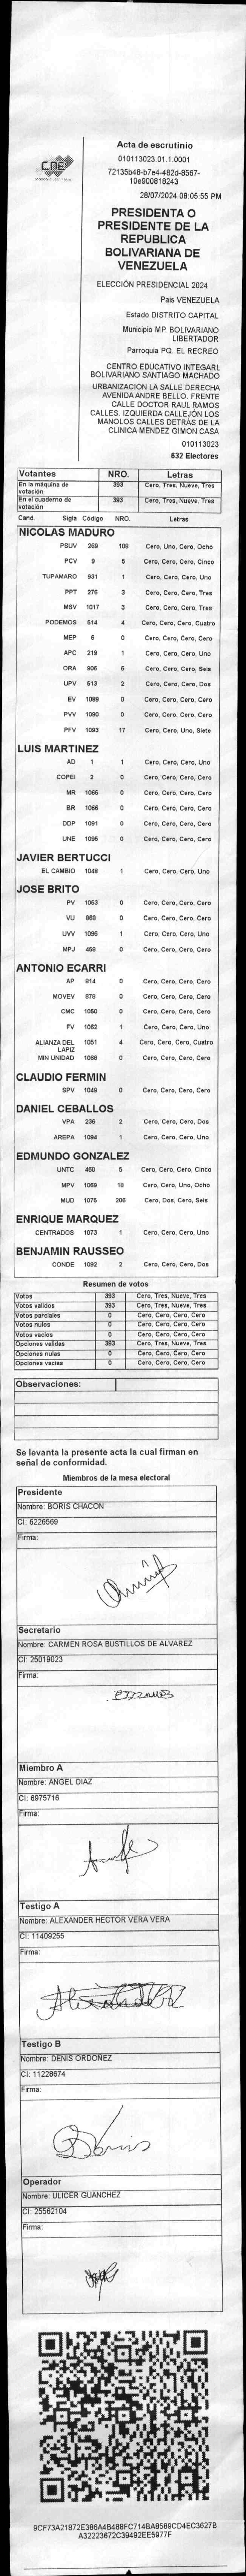 CNE
Acta de escrutinio
010113023.01.1.0001
72135b48-b7e4-482d-8567-
10e900818243
28/07/2024 08:05:55 PM
PRESIDENTA O
PRESIDENTE DE LA
REPUBLICA
BOLIVARIANA DE
VENEZUELA
ELECCIÓN PRESIDENCIAL 2024
Pais VENEZUELA
Estado DISTRITO CAPITAL
Municipio MP. BOLIVARIANO
LIBERTADOR
Parroquia PQ. EL RECREO
CENTRO EDUCATIVO INTEGARL
BOLIVARIANO SANTIAGO MACHADO
URBANIZACION LA SALLE DERECHA
AVENIDA ANDRE BELLO. FRENTE
CALLE DOCTOR RAUL RAMOS
CALLES. IZQUIERDA CALLEJÓN LOS
MANOLOS CALLES DETRÁS DE LA
CLINICA MENDEZ GIMON CASA
010113023
632 Electores
Votantes NRO. Letras
En la máquina de votación 393 Cero, Tres, Nueve, Tres
En el cuaderno de votación 393 Cero, Tres, Nueve, Tres
Cand. Sigla Código NRO. Letras
NICOLAS MADURO
PSUV 269 108 Cero, Uno, Cero, Ocho
PCV 9 5 Cero, Cero, Cero, Cinco
TUPAMARO 931 1 Cero, Cero, Cero, Uno
PPT 276 3 Cero, Cero, Cero, Tres
MSV 1017 3 Cero, Cero, Cero, Tres
PODEMOS 514 4 Cero, Cero, Cero, Cuatro
MEP 6 0 Cero, Cero, Cero, Cero
APC 219 1 Cero, Cero, Cero, Uno
ORA 906 6 Cero, Cero, Cero, Seis
UPV 513 2 Cero, Cero, Cero, Dos
EV 1089 0 Cero, Cero, Cero, Cero
PVV 1090 0 Cero, Cero, Cero, Cero
PFV 1093 17 Cero, Cero, Uno, Siete
LUIS MARTINEZ
AD 1 1 Cero, Cero, Cero, Uno
COPEI 2 0 Cero, Cero, Cero, Cero
MR 1065 0 Cero, Cero, Cero, Cero
BR 1066 0 Cero, Cero, Cero, Cero
DDP 1091 0 Cero, Cero, Cero, Cero
UNE 1095 0 Cero, Cero, Cero, Cero
JAVIER BERTUCCI
EL CAMBIO 1048 1 Cero, Cero, Cero, Uno
JOSE BRITO
PV 1053 0 Cero, Cero, Cero, Cero
VU 868 0 Cero, Cero, Cero, Cero
UVV 1096 1 Cero, Cero, Cero, Uno
MPJ 458 0 Cero, Cero, Cero, Cero
ANTONIO ECARRI
AP 814 0 Cero, Cero, Cero, Cero
MOVEV 878 0 Cero, Cero, Cero, Cero
CMC 1050 0 Cero, Cero, Cero, Cero
FV 1062 1 Cero, Cero, Cero, Uno
ALIANZA DEL LAPIZ 1051 4 Cero, Cero, Cero, Cuatro
MIN UNIDAD 1068 0 Cero, Cero, Cero, Cero
CLAUDIO FERMIN
SPV 1049 0 Cero, Cero, Cero, Cero
DANIEL CEBALLOS
VPA 236 2 Cero, Cero, Cero, Dos
AREPA 1094 1 Cero, Cero, Cero, Uno
EDMUNDO GONZALEZ
UNTC 460 5 Cero, Cero, Cero, Cinco
MPV 1069 18 Cero, Cero, Uno, Ocho
MUD 1075 206 Cero, Dos, Cero, Seis
ENRIQUE MARQUEZ
CENTRADOS 1073 1 Cero, Cero, Cero, Uno
BENJAMIN RAUSSEO
CONDE 1092 2 Cero, Cero, Cero, Dos
Resumen de votos
Votos 393 Cero, Tres, Nueve, Tres
Votos validos 393 Cero, Tres, Nueve, Tres
Votos parciales 0 Cero, Cero, Cero, Cero
Votos nulos 0 Cero, Cero, Cero, Cero
Votos vacios 0 Cero, Cero, Cero, Cero
Opciones validas 393 Cero, Tres, Nueve, Tres
Opciones nulas 0 Cero, Cero, Cero, Cero
Opciones vacias 0 Cero, Cero, Cero, Cero
Observaciones:
Se levanta la presente acta la cual firman en
señal de conformidad.
Miembros de la mesa electoral
Presidente
Nombre: BORIS CHACON
CI: 6226569
Firma:
Secretario
Nombre: CARMEN ROSA BUSTILLOS DE ALVAREZ
CI: 25019023
Firma:
Miembro A
Nombre: ANGEL DIAZ
CI: 6975716
Firma:
Testigo A
Nombre: ALEXANDER HECTOR VERA VERA
CI: 11409255
Firma:
Testigo B
Nombre: DENIS ORDOÑEZ
CI: 11228674
Firma:
Operador
Nombre: ULICER GUANCHEZ
CI: 25562104
Firma:
9CF73A21872E386A4B488FC714BA8589CD4EC3627B
A32223672C39492EE5977F